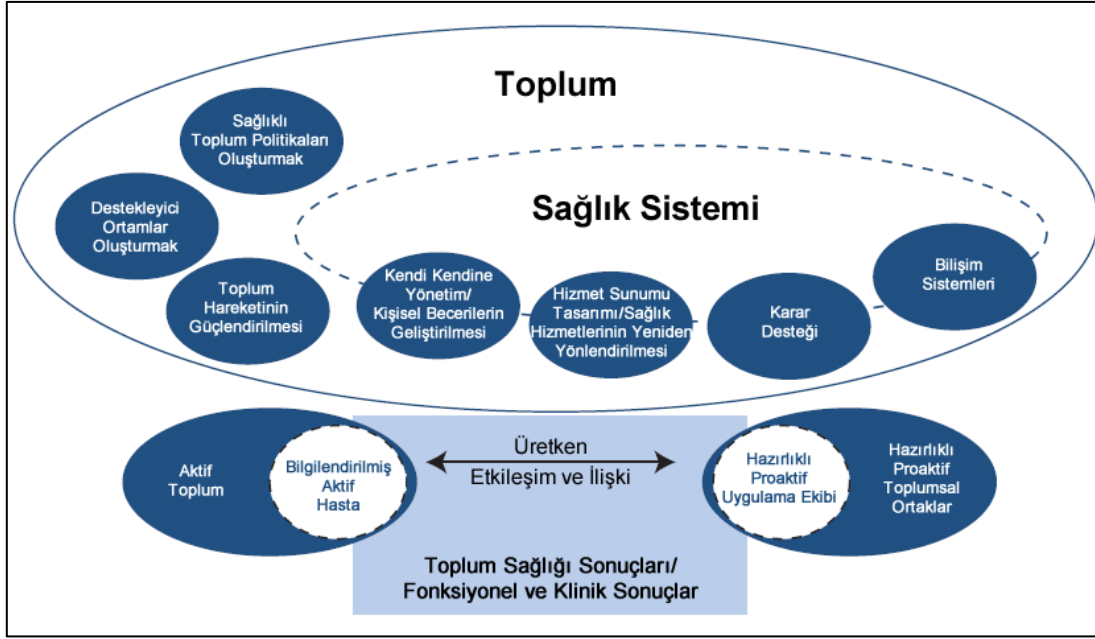 Toplum
Sağlıklı
Toplum Politikaları
Oluşturmak
Destekleyici
Ortamlar
Oluşturmak
Toplum
Hareketinin
Güçlendirilmesi
Sağlık Sistemi
Kendi Kendine
Yönetim/
Kişisel Becerilerin
Geliştirilmesi
Hizmet Sunumu
Tasarımı/Sağlık
Hizmetlerinin Yeniden
Yönlendirilmesi
Karar
Desteği
Bilişim
Sistemleri
Aktif
Toplum
Bilgilendirilmiş
Aktif
Hasta
Üretken
Etkileşim ve İlişki
Hazırlıklı
Proaktif
Uygulama Ekibi
Hazırlıklı
Proaktif
Toplumsal
Ortaklar
Toplum Sağlığı Sonuçları/
Fonksiyonel ve Klinik Sonuçlar